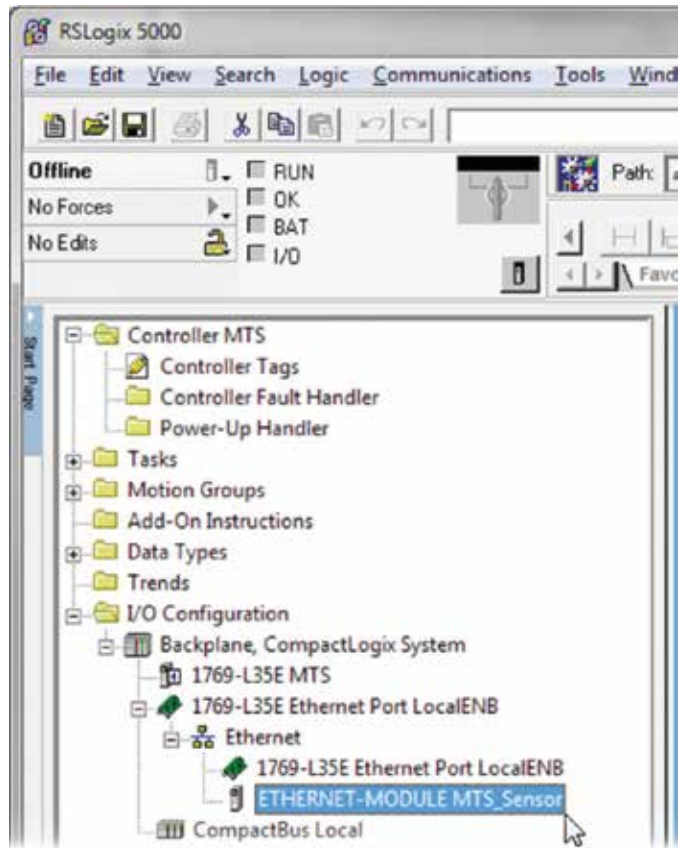 RSLogix 5000
File Edit View Search Logic Communications Tools Wind
Offline RUN Path:
No Forces OK
No Edits BAT
I/O
Favo
Start Page
Controller MTS
Controller Tags
Controller Fault Handler
Power-Up Handler
Tasks
Motion Groups
Add-On Instructions
Data Types
Trends
I/O Configuration
Backplane, CompactLogix System
1769-L35E MTS
1769-L35E Ethernet Port LocalENB
Ethernet
1769-L35E Ethernet Port LocalENB
ETHERNET-MODULE MTS_Sensor
CompactBus Local